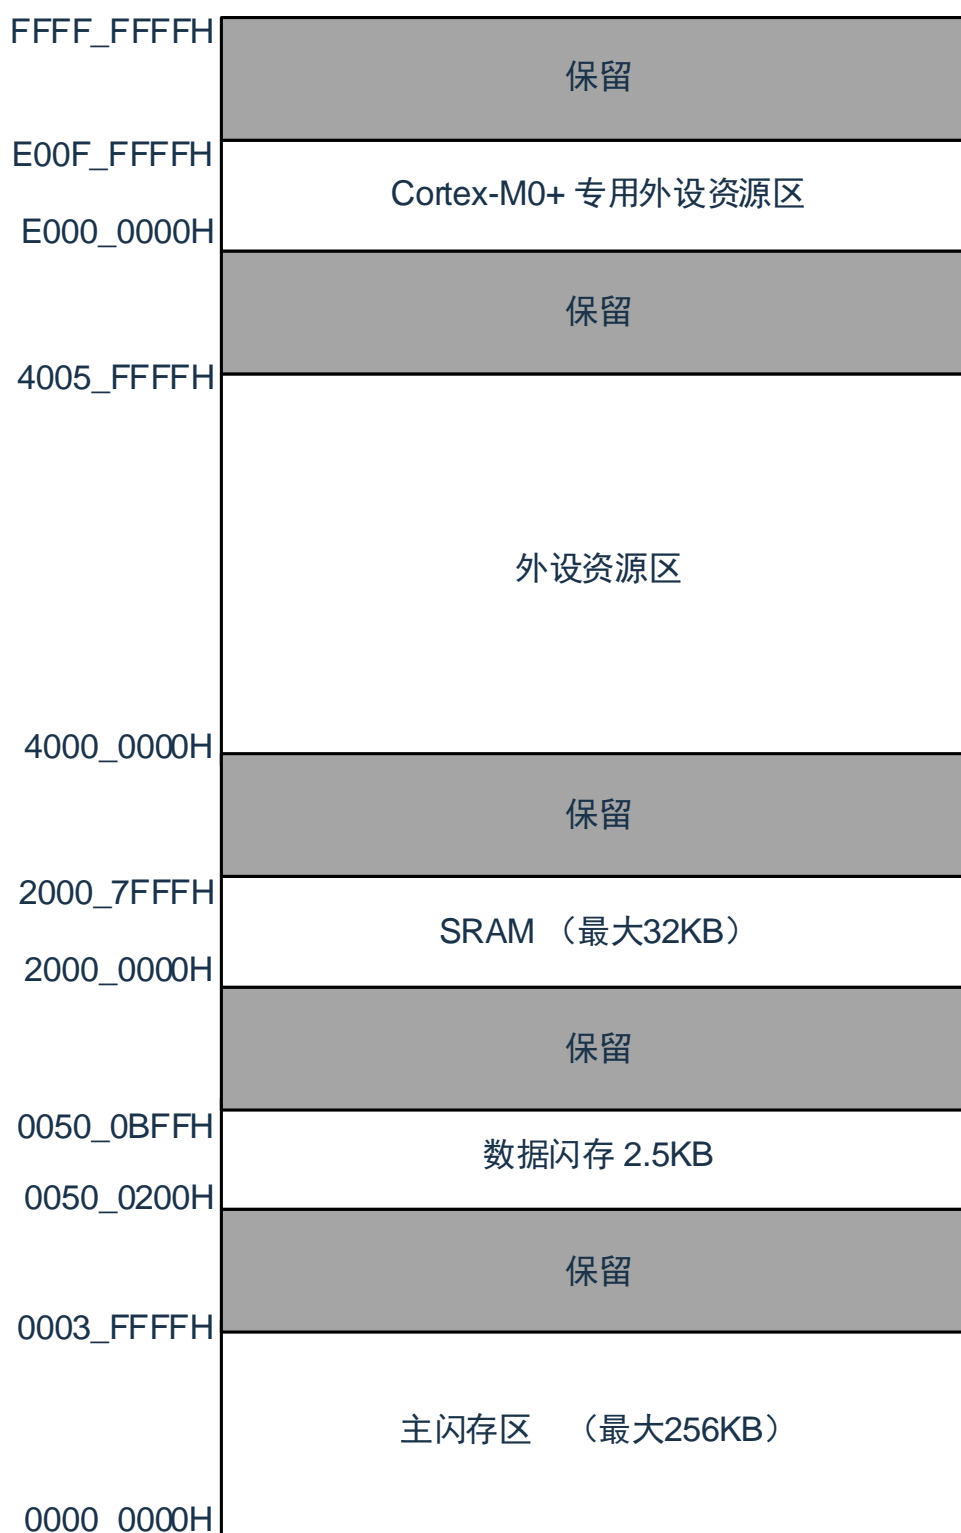 FFFF_FFFFH
保留
E00F_FFFFH
Cortex-M0+ 专用外设资源区
E000_0000H
保留
4005_FFFFH
外设资源区
4000_0000H
保留
2000_7FFFH
SRAM （最大32KB）
2000_0000H
保留
0050_0BFFH
数据闪存 2.5KB
0050_0200H
保留
0003_FFFFH
主闪存区 （最大256KB）
0000_0000H